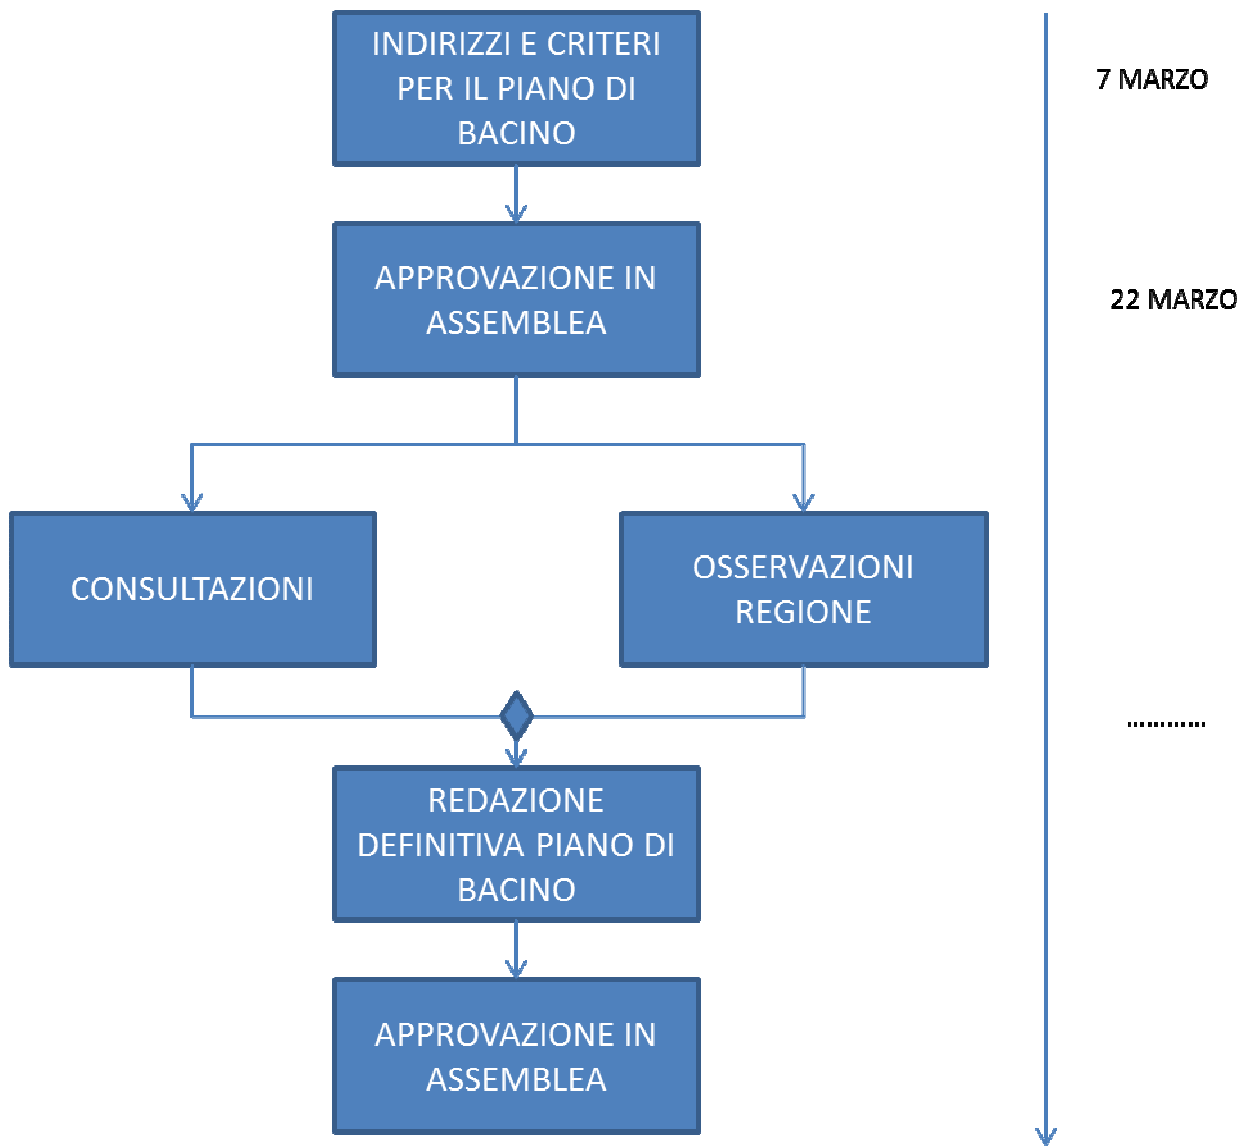 INDIRIZZI E CRITERI
PER IL PIANO DI
BACINO
7 MARZO
APPROVAZIONE IN
ASSEMBLEA
22 MARZO
CONSULTAZIONI
OSSERVAZIONI
REGIONE
............
REDAZIONE
DEFINITIVA PIANO DI
BACINO
APPROVAZIONE IN
ASSEMBLEA